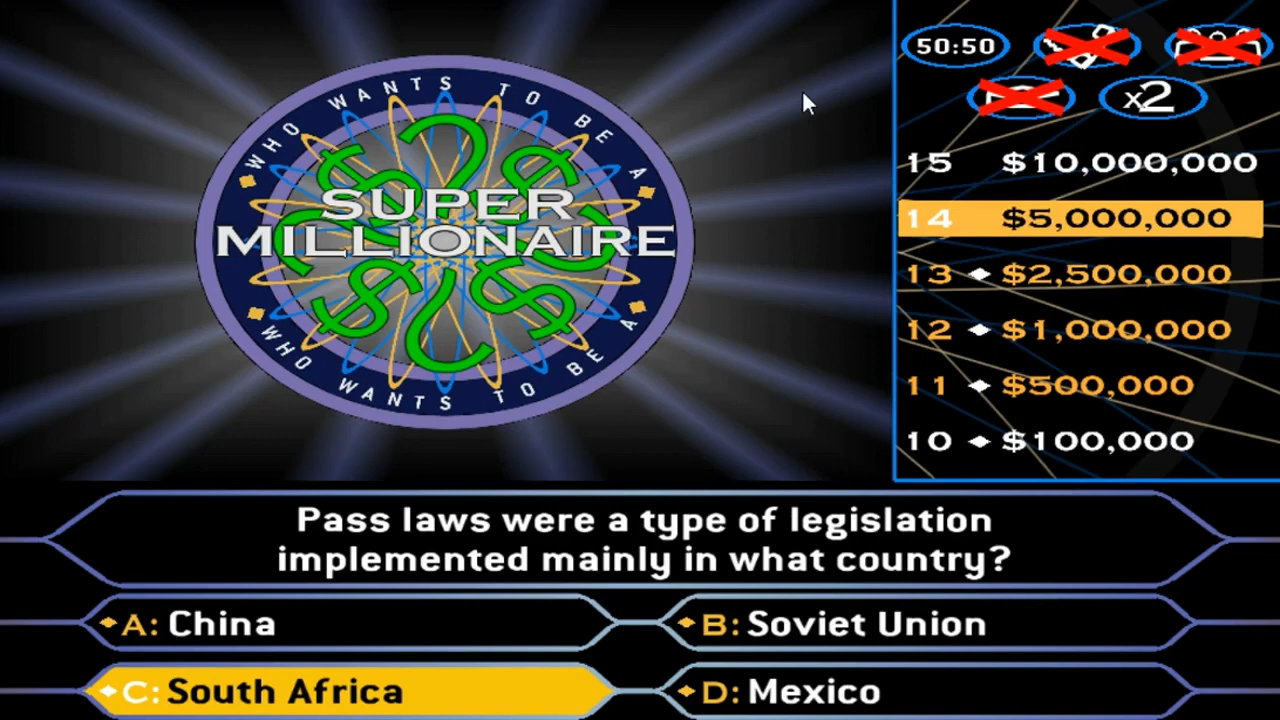 WHO WANTS TO BE A
SUPER
MILLIONAIRE
WHO WANTS TO BE A
50:50
x2
15 $10,000,000
14 $5,000,000
13 $2,500,000
12 $1,000,000
11 $500,000
10 $100,000
Pass laws were a type of legislation
implemented mainly in what country?
A: China
B: Soviet Union
C: South Africa
D: Mexico